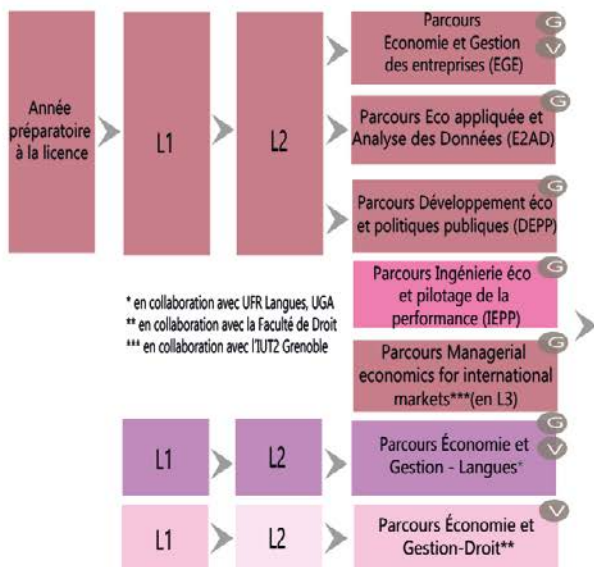 Année
préparatoire
à la licence
L1
L2
Parcours
Economie et Gestion
des entreprises (EGE)
G
V
Parcours Eco appliquée et
Analyse des Données (E2AD)
G
Parcours Développement éco
et politiques publiques (DEPP)
G
Parcours Ingénierie éco
et pilotage de la
performance (IEPP)
G
* en collaboration avec UFR Langues, UGA
** en collaboration avec la Faculté de Droit
*** en collaboration avec l'IUT2 Grenoble
Parcours Managerial
economics for international
markets***(en L3)
G
L1
L2
Parcours Économie et
Gestion - Langues*
G
V
L1
L2
Parcours Économie et
Gestion-Droit**
V